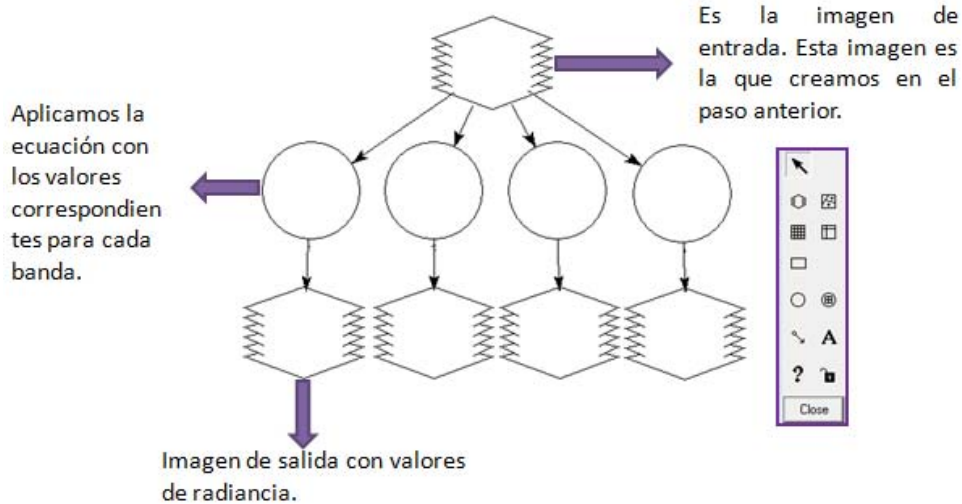 Es la imagen de
entrada. Esta imagen es
la que creamos en el
paso anterior.
Aplicamos la
ecuación con
los valores
correspondien
tes para cada
banda.
A
?
Close
Imagen de salida con valores
de radiancia.